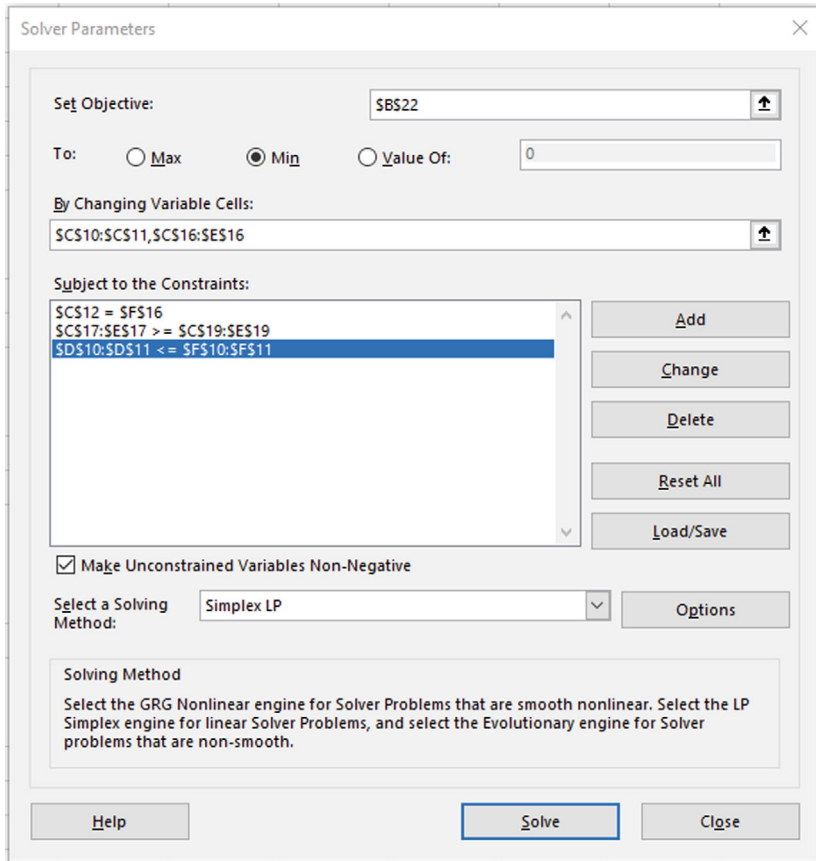 Solver Parameters
Set Objective:
$B$22
To:
Max
Min
Value Of:
0
By Changing Variable Cells:
$C$10:$C$11,$C$16:$E$16
Subject to the Constraints:
$C$12 = $F$16
$C$17:$E$17 >= $C$19:$E$19
$D$10:$D$11 <= $F$10:$F$11
Add
Change
Delete
Reset All
Load/Save
Make Unconstrained Variables Non-Negative
Select a Solving
Method:
Simplex LP
Options
Solving Method
Select the GRG Nonlinear engine for Solver Problems that are smooth nonlinear. Select the LP
Simplex engine for linear Solver Problems, and select the Evolutionary engine for Solver
problems that are non-smooth.
Help
Solve
Close